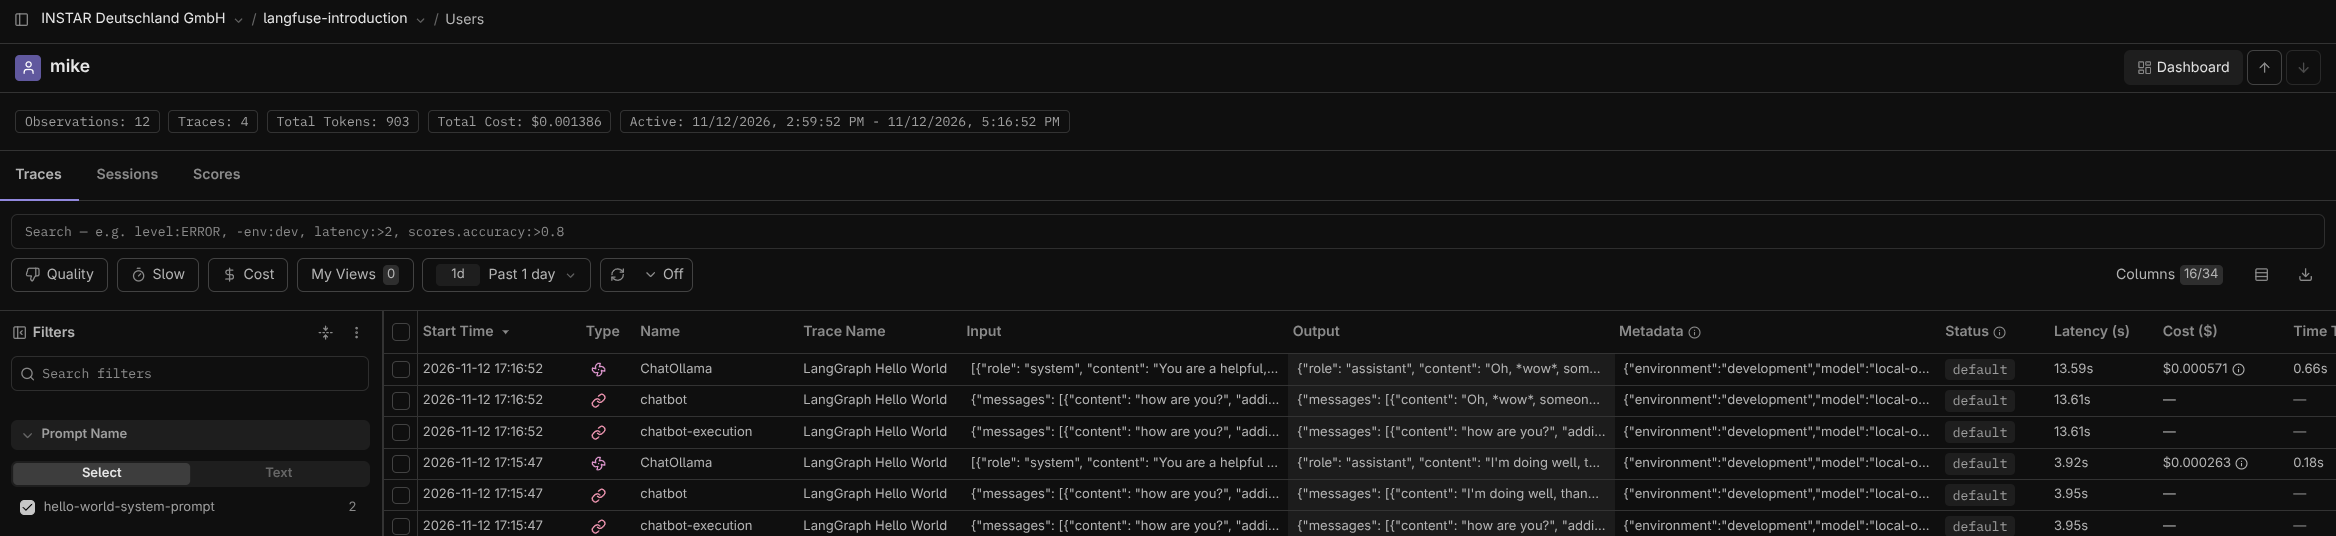 INSTAR Deutschland GmbH / langfuse-introduction / Users
mike
Dashboard
Observations: 12 Traces: 4 Total Tokens: 903 Total Cost: $0.001386 Active: 11/12/2026, 2:59:52 PM - 11/12/2026, 5:16:52 PM
Traces Sessions Scores
Search — e.g. level:ERROR, -env:dev, latency:>2, scores.accuracy:>0.8
Quality Slow Cost My Views 0 1d Past 1 day Off Columns 16/34
Filters
Search filters
Prompt Name
Select Text
hello-world-system-prompt 2
Start Time Type Name Trace Name Input Output Metadata Status Latency (s) Cost ($) Time T
2026-11-12 17:16:52 ChatOllama LangGraph Hello World [{"role": "system", "content": "You are a helpful,... {"role": "assistant", "content": "Oh, *wow*, som... {"environment":"development","model":"local-o... default 13.59s $0.000571 0.66s
2026-11-12 17:16:52 chatbot LangGraph Hello World {"messages": [{"content": "how are you?", "addi... {"messages": [{"content": "Oh, *wow*, someon... {"environment":"development","model":"local-o... default 13.61s — —
2026-11-12 17:16:52 chatbot-execution LangGraph Hello World {"messages": [{"content": "how are you?", "addi... {"messages": [{"content": "how are you?", "addi... {"environment":"development","model":"local-o... default 13.61s — —
2026-11-12 17:15:47 ChatOllama LangGraph Hello World [{"role": "system", "content": "You are a helpful ... {"role": "assistant", "content": "I'm doing well, t... {"environment":"development","model":"local-o... default 3.92s $0.000263 0.18s
2026-11-12 17:15:47 chatbot LangGraph Hello World {"messages": [{"content": "how are you?", "addi... {"messages": [{"content": "I'm doing well, than... {"environment":"development","model":"local-o... default 3.95s — —
2026-11-12 17:15:47 chatbot-execution LangGraph Hello World {"messages": [{"content": "how are you?", "addi... {"messages": [{"content": "how are you?", "addi... {"environment":"development","model":"local-o... default 3.95s — —